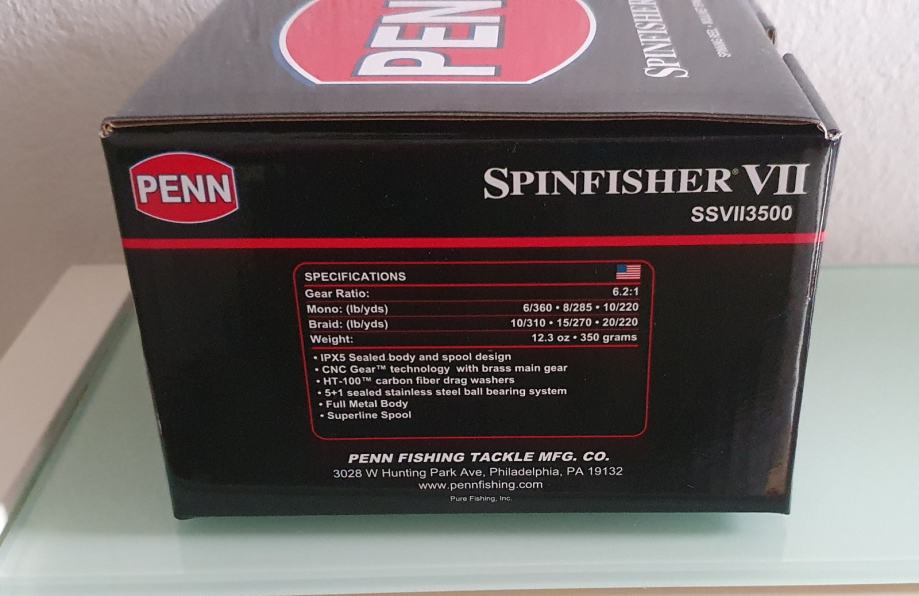 PENN
SPINFISHER
PENN
SPINFISHER® VII
SSVII3500
SPECIFICATIONS
Gear Ratio: 6.2:1
Mono: (lb/yds) 6/360 • 8/285 • 10/220
Braid: (lb/yds) 10/310 • 15/270 • 20/220
Weight: 12.3 oz • 350 grams
• IPX5 Sealed body and spool design
• CNC Gear™ technology with brass main gear
• HT-100™ carbon fiber drag washers
• 5+1 sealed stainless steel ball bearing system
• Full Metal Body
• Superline Spool
PENN FISHING TACKLE MFG. CO.
3028 W Hunting Park Ave, Philadelphia, PA 19132
www.pennfishing.com
Pure Fishing, Inc.